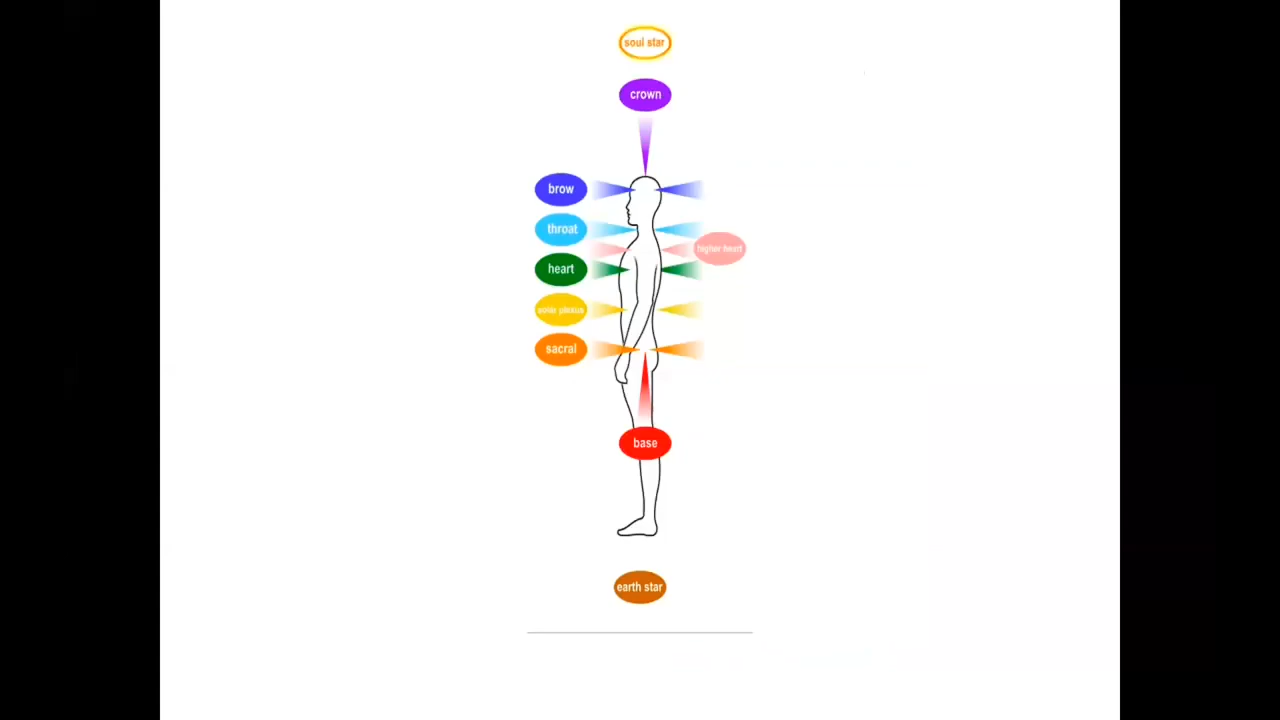 soul star
crown
brow
throat
higher heart
heart
solar plexus
sacral
base
earth star